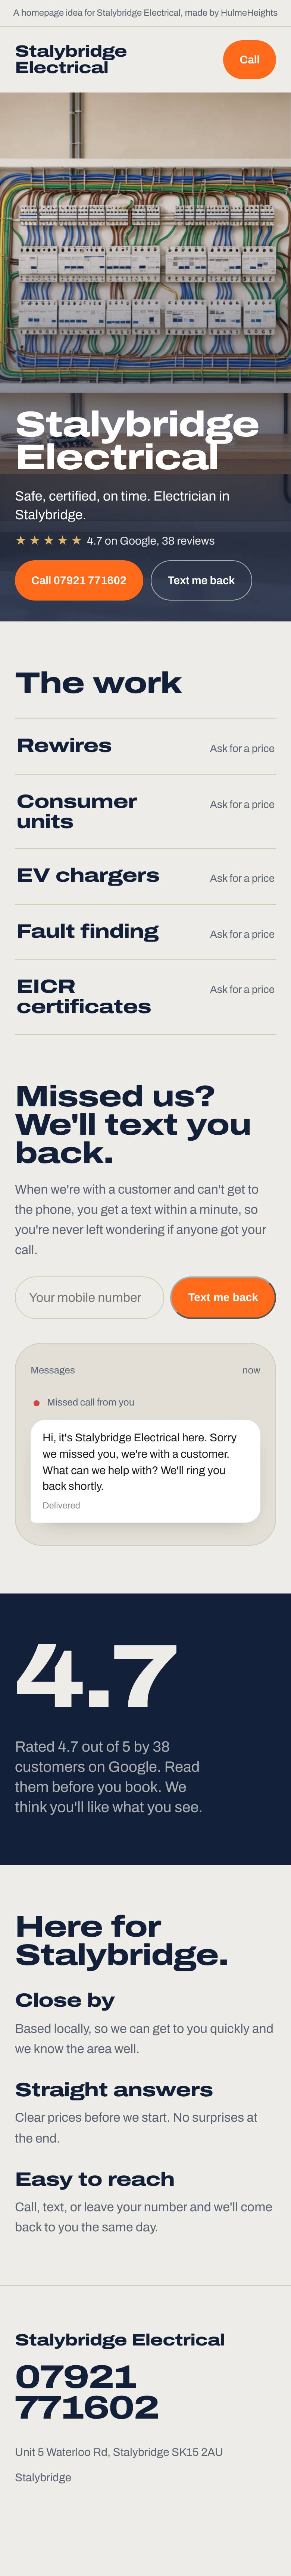 A homepage idea for Stalybridge Electrical, made by HulmeHeights
Stalybridge
Electrical
Call
Stalybridge
Electrical
Safe, certified, on time. Electrician in
Stalybridge.
★★★★★ 4.7 on Google, 38 reviews
Call 07921 771602
Text me back
The work
Rewires
Ask for a price
Consumer
units
Ask for a price
EV chargers
Ask for a price
Fault finding
Ask for a price
EICR
certificates
Ask for a price
Missed us?
We'll text you
back.
When we're with a customer and can't get to
the phone, you get a text within a minute, so
you're never left wondering if anyone got your
call.
Your mobile number
Text me back
Messages
now
Missed call from you
Hi, it's Stalybridge Electrical here. Sorry
we missed you, we're with a customer.
What can we help with? We'll ring you
back shortly.
Delivered
4.7
Rated 4.7 out of 5 by 38
customers on Google. Read
them before you book. We
think you'll like what you see.
Here for
Stalybridge.
Close by
Based locally, so we can get to you quickly and
we know the area well.
Straight answers
Clear prices before we start. No surprises at
the end.
Easy to reach
Call, text, or leave your number and we'll come
back to you the same day.
Stalybridge Electrical
07921
771602
Unit 5 Waterloo Rd, Stalybridge SK15 2AU
Stalybridge